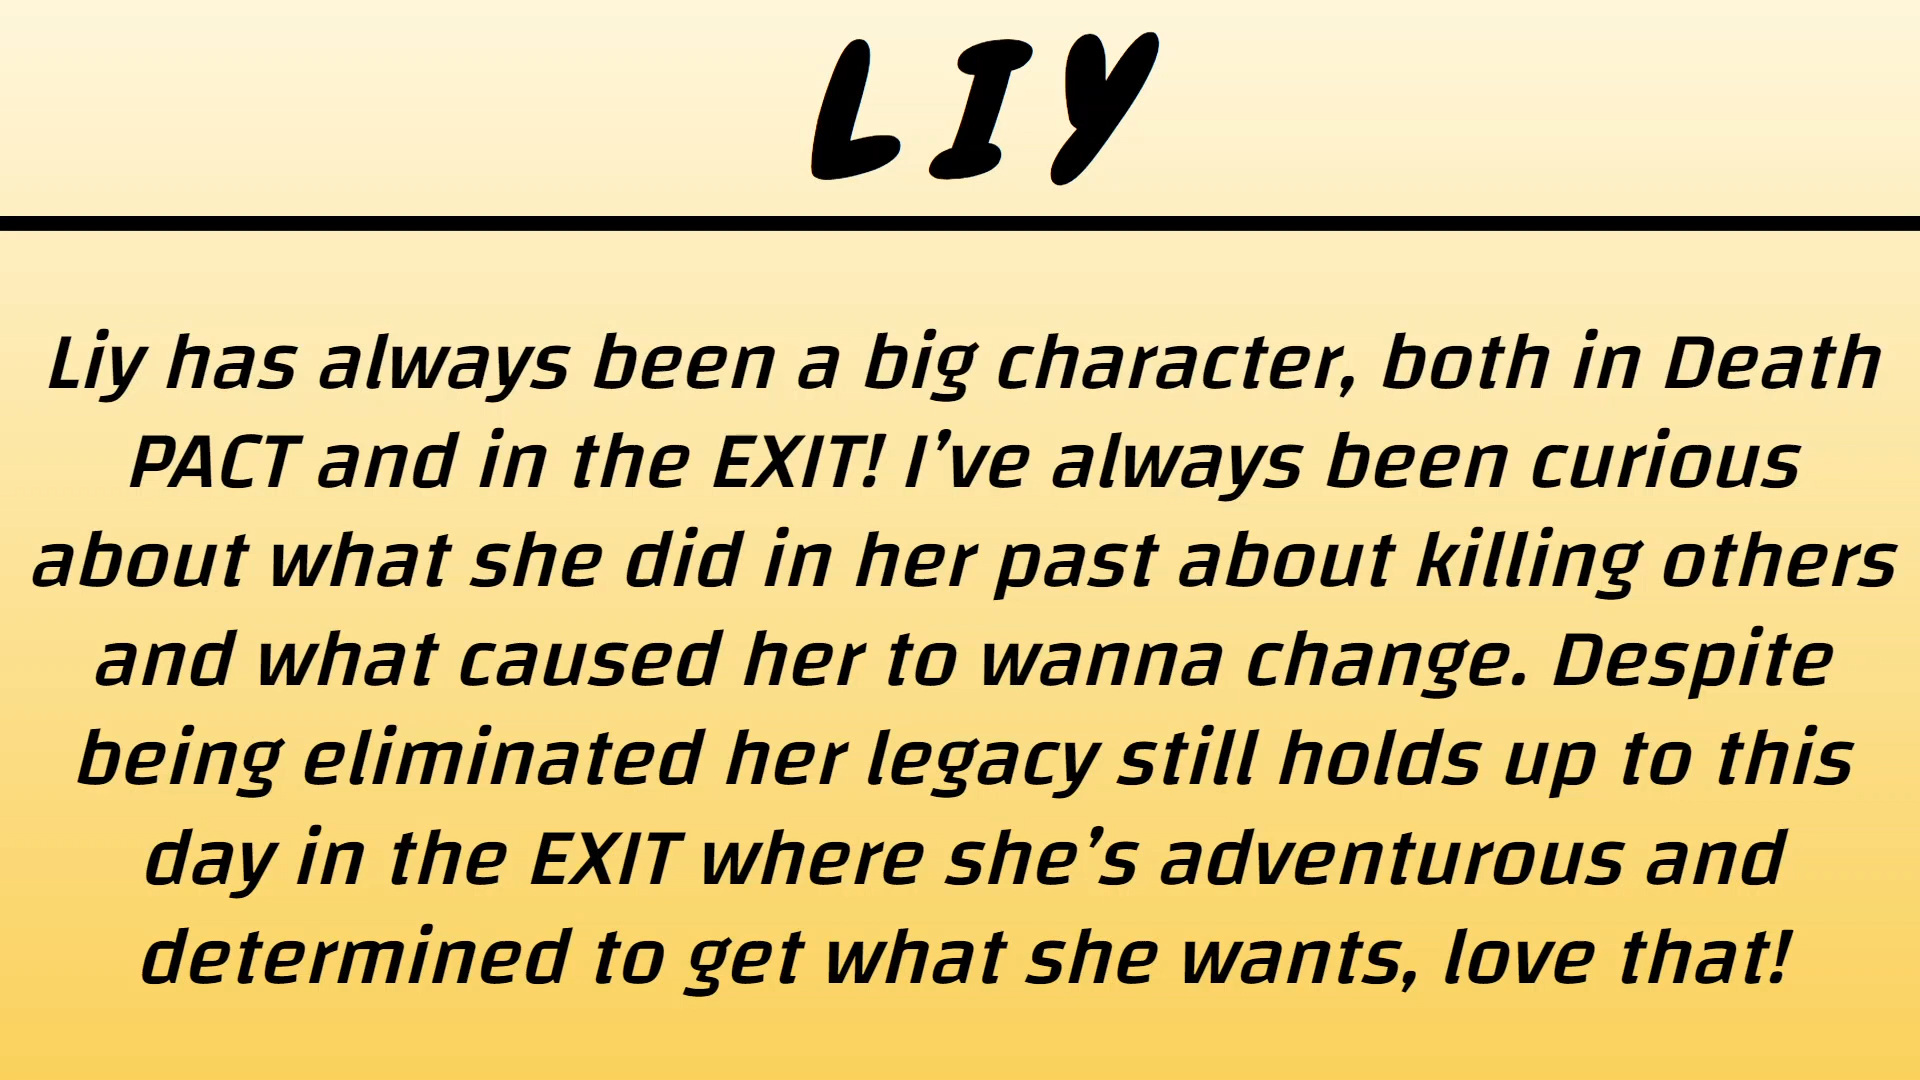 LIY
Liy has always been a big character, both in Death
PACT and in the EXIT! I’ve always been curious
about what she did in her past about killing others
and what caused her to wanna change. Despite
being eliminated her legacy still holds up to this
day in the EXIT where she’s adventurous and
determined to get what she wants, love that!